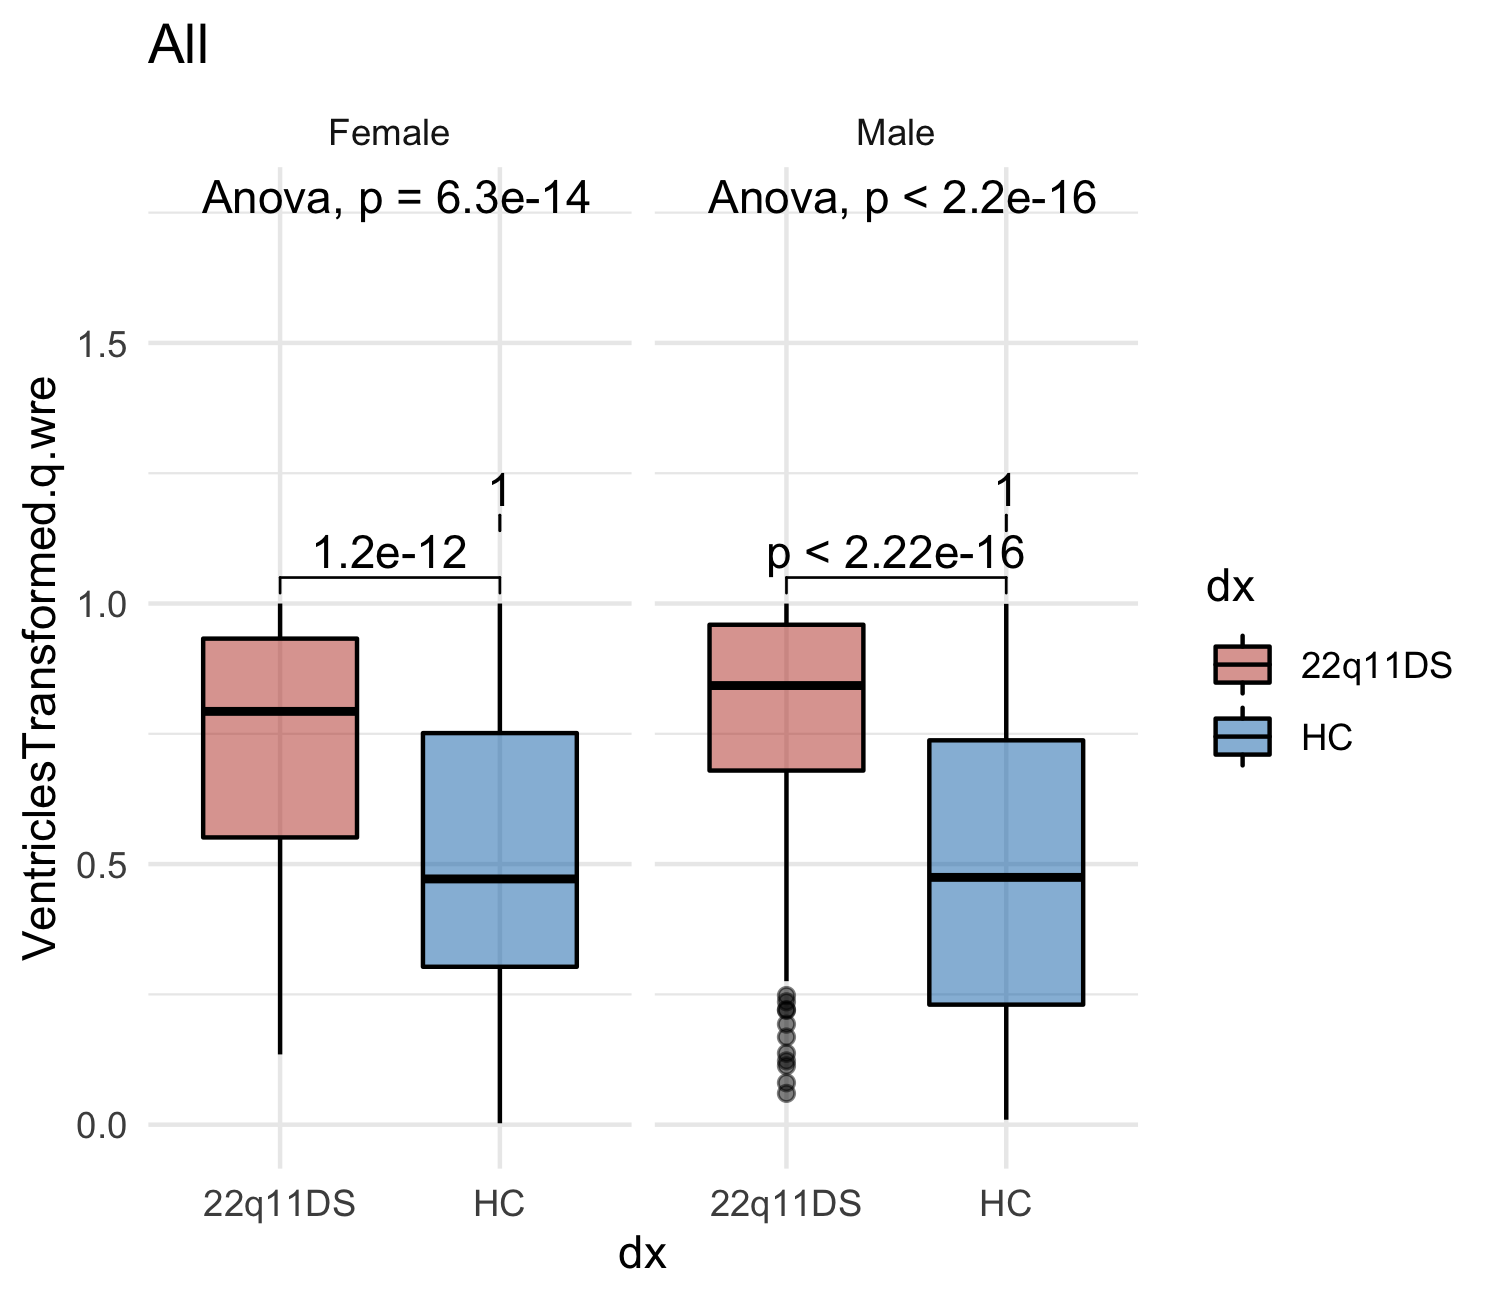 All
Female
Male
Anova, p = 6.3e-14
Anova, p < 2.2e-16
1.5
1
1
1.2e-12
p < 2.22e-16
1.0
0.5
0.0
VentriclesTransformed.q.wre
22q11DS
HC
22q11DS
HC
dx
dx
22q11DS
HC